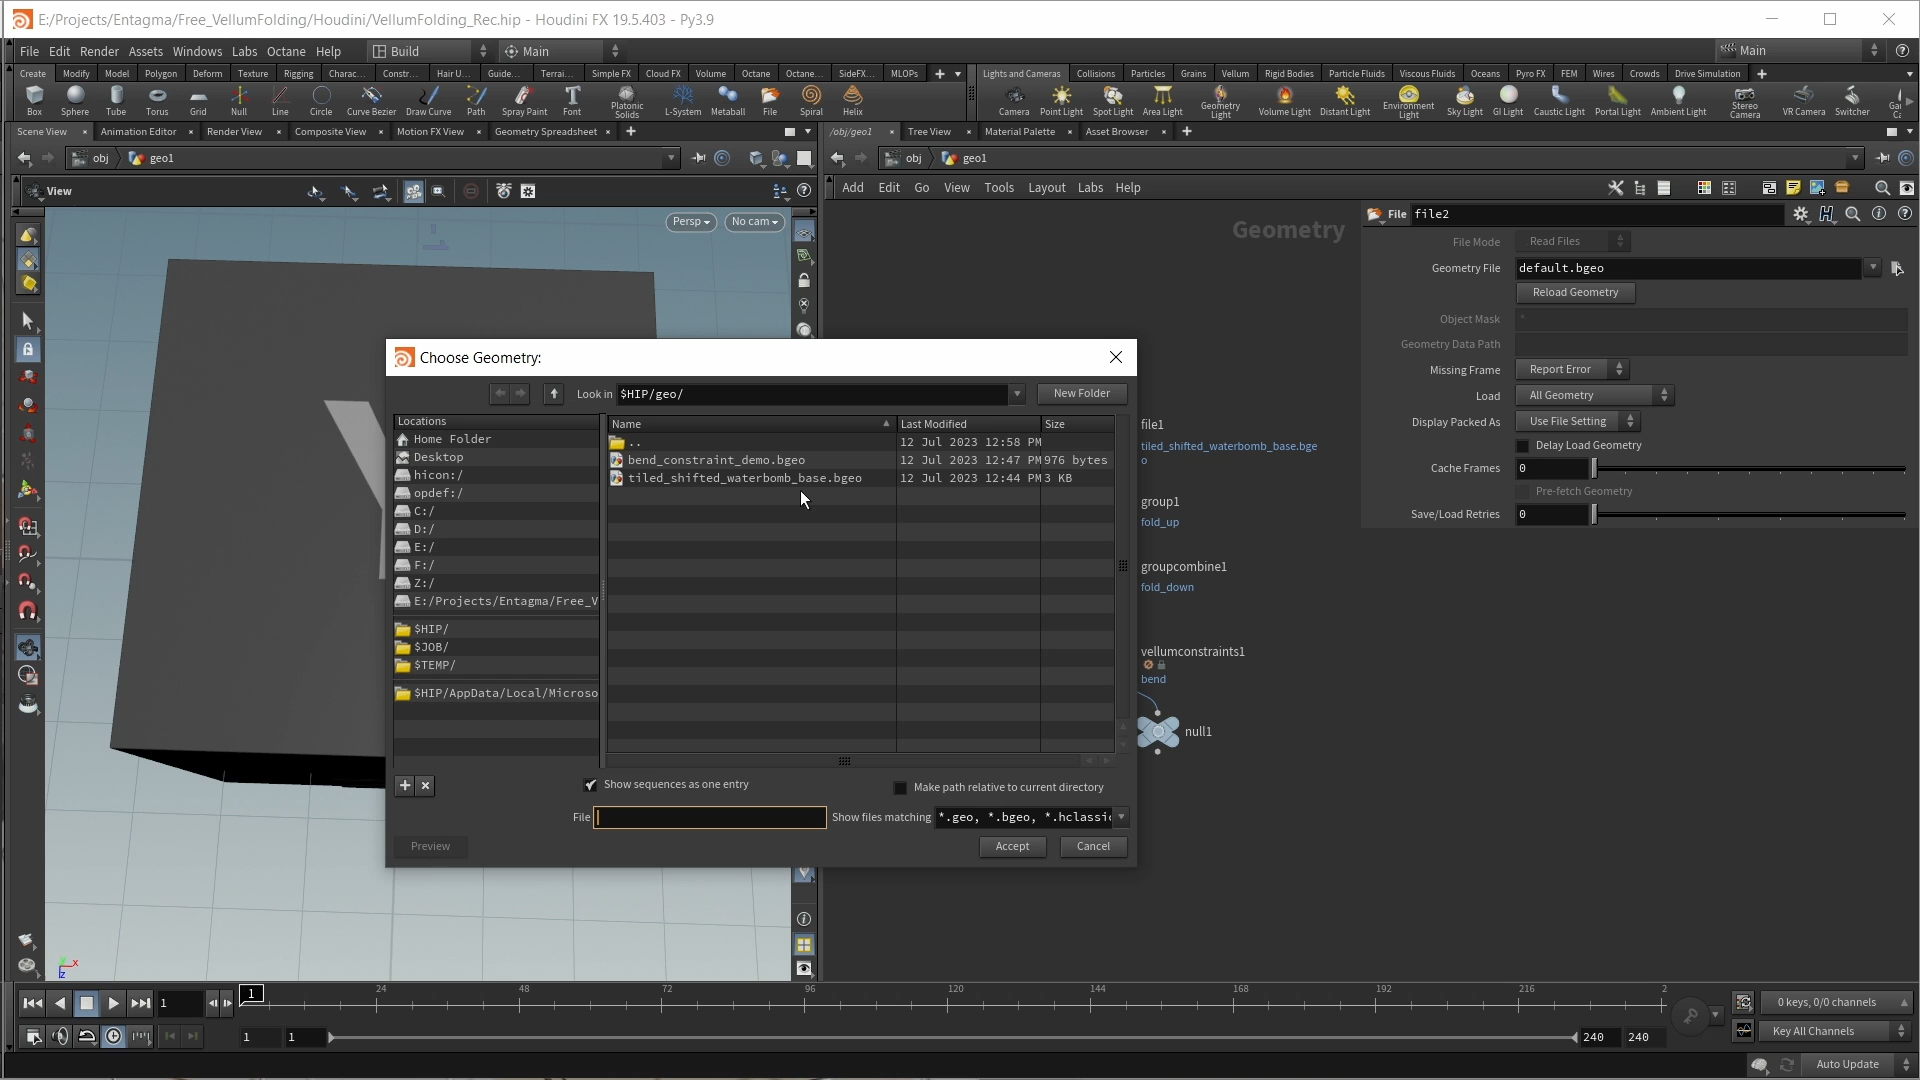 E:/Projects/Entagma/Free_VellumFolding/Houdini/VellumFolding_Rec.hip - Houdini FX 19.5.403 - Py3.9
File Edit Render Assets Windows Labs Octane Help Build Main Main
Create Modify Model Polygon Deform Texture Rigging Charac... Constr... Hair U... Guide... Terrai... Simple FX Cloud FX Volume Octane Octane... SideFX... MLOPs
Lights and Cameras Collisions Particles Grains Vellum Rigid Bodies Particle Fluids Viscous Fluids Oceans Pyro FX FEM Wires Crowds Drive Simulation
Box Sphere Tube Torus Grid Null Line Circle Curve Bezier Draw Curve Path Spray Paint Font Platonic Solids L-System Metaball File Spiral Helix
Camera Point Light Spot Light Area Light Geometry Light Volume Light Distant Light Environment Light Sky Light GI Light Caustic Light Portal Light Ambient Light Stereo Camera VR Camera Switcher
Scene View Animation Editor Render View Composite View Motion FX View Geometry Spreadsheet
/obj/geo1 Tree View Material Palette Asset Browser
obj geo1
obj geo1
View
Add Edit Go View Tools Layout Labs Help
Persp No cam
Geometry
File file2
File Mode Read Files
Geometry File default.bgeo
Reload Geometry
Object Mask *
Geometry Data Path
Missing Frame Report Error
Load All Geometry
Display Packed As Use File Setting
Delay Load Geometry
Cache Frames 0
Pre-fetch Geometry
Save/Load Retries 0
Choose Geometry:
Look in $HIP/geo/ New Folder
Locations
Home Folder
Desktop
hicon:/
opdef:/
C:/
D:/
E:/
F:/
Z:/
E:/Projects/Entagma/Free_V
$HIP/
$JOB/
$TEMP/
$HIP/AppData/Local/Microso
Name Last Modified Size
.. 12 Jul 2023 12:58 PM
bend_constraint_demo.bgeo 12 Jul 2023 12:47 PM 976 bytes
tiled_shifted_waterbomb_base.bgeo 12 Jul 2023 12:44 PM 3 KB
Show sequences as one entry
Make path relative to current directory
File
Show files matching *.geo, *.bgeo, *.hclassic
Preview Accept Cancel
file1
tiled_shifted_waterbomb_base.bge
o
group1
fold_up
groupcombine1
fold_down
vellumconstraints1
bend
null1
y x
z
1
1 24 48 72 96 120 144 168 192 216 2
0 keys, 0/0 channels
1 1 240 240
Key All Channels
Auto Update